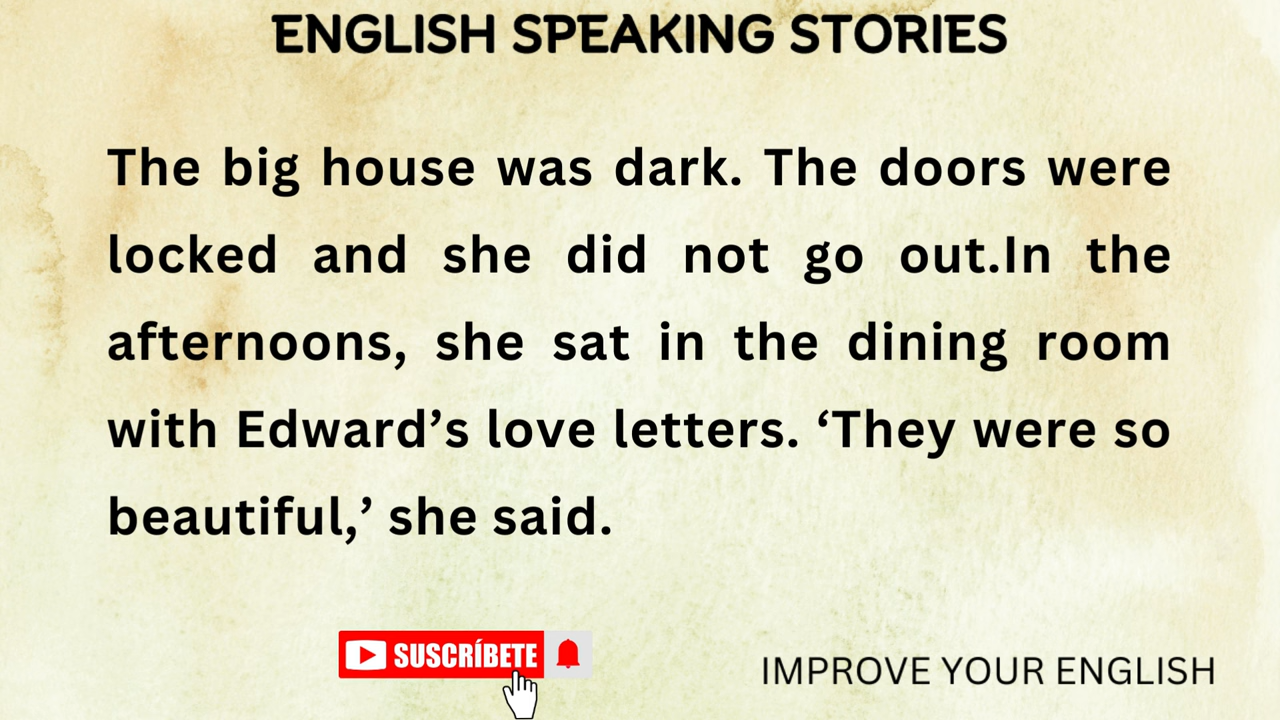 ENGLISH SPEAKING STORIES
The big house was dark. The doors were
locked and she did not go out.In the
afternoons, she sat in the dining room
with Edward’s love letters. ‘They were so
beautiful,’ she said.
SUSCRÍBETE
IMPROVE YOUR ENGLISH